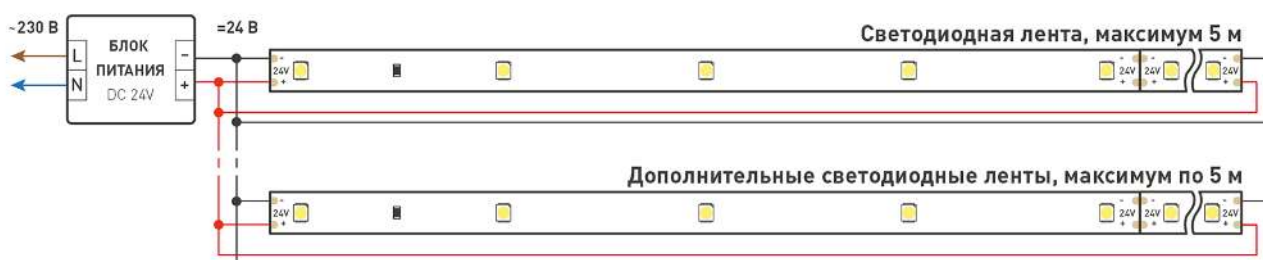 ~230 В
=24 В
L
N
БЛОК
ПИТАНИЯ
DC 24V
-
+
Светодиодная лента, максимум 5 м
-
24V
+
-
24V
+
-
24V
+
-
24V
+
-
+
Дополнительные светодиодные ленты, максимум по 5 м
-
24V
+
-
24V
+
-
24V
+
-
+